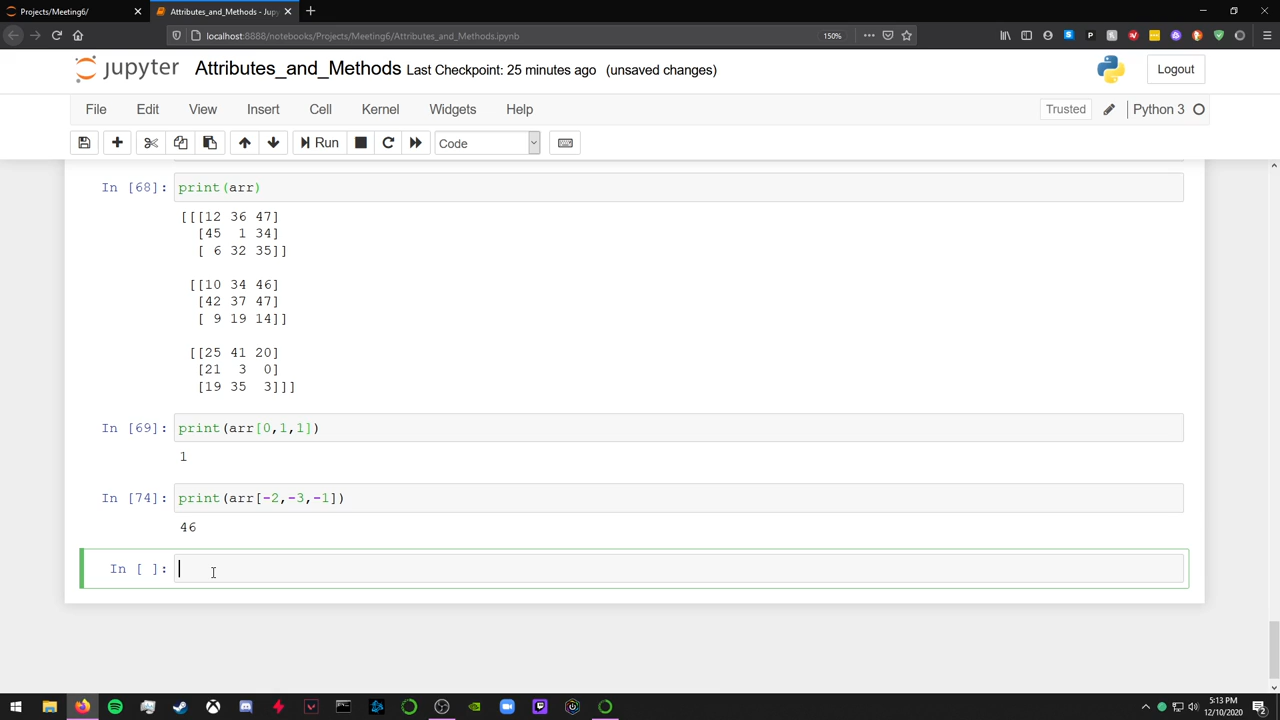 Projects/Meeting6/
Attributes_and_Methods - Jup
localhost:8888/notebooks/Projects/Meeting6/Attributes_and_Methods.ipynb
150%
jupyter
Attributes_and_Methods Last Checkpoint: 25 minutes ago (unsaved changes)
Logout
File Edit View Insert Cell Kernel Widgets Help
Trusted
Python 3
Run
Code
In [68]: print(arr)
[[[12 36 47]
[45 1 34]
[ 6 32 35]]
[[10 34 46]
[42 37 47]
[ 9 19 14]]
[[25 41 20]
[21 3 0]
[19 35 3]]]
In [69]: print(arr[0,1,1])
1
In [74]: print(arr[-2,-3,-1])
46
In [ ]:
5:13 PM
12/10/2020